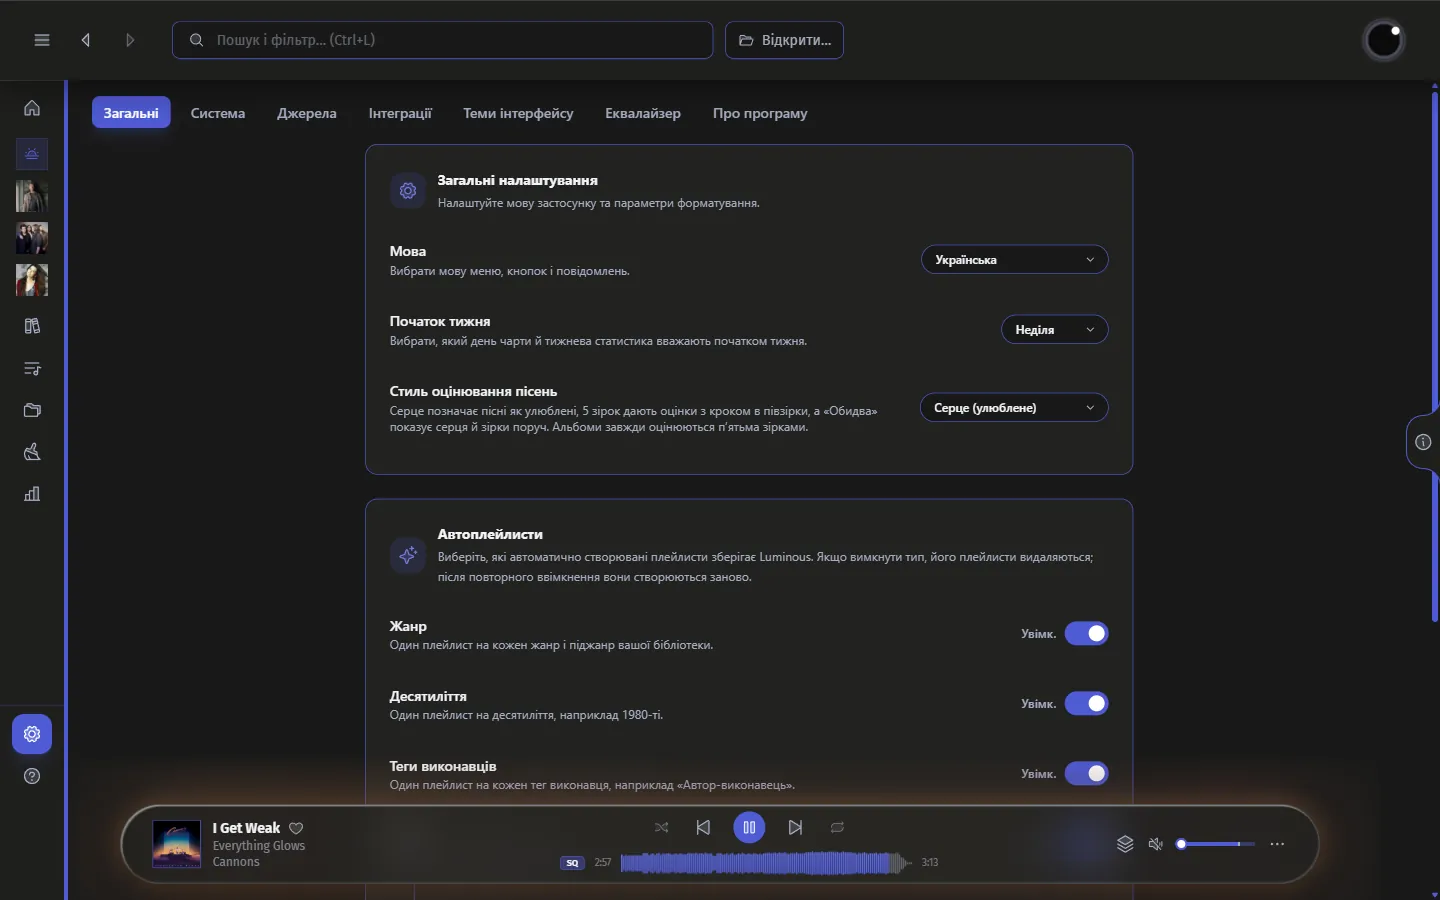 Пошук і фільтр... (Ctrl+L)
Відкрити...
Загальні
Система
Джерела
Інтеграції
Теми інтерфейсу
Еквалайзер
Про програму
Загальні налаштування
Налаштуйте мову застосунку та параметри форматування.
Мова
Вибрати мову меню, кнопок і повідомлень.
Українська
Початок тижня
Вибрати, який день чарти й тижнева статистика вважають початком тижня.
Неділя
Стиль оцінювання пісень
Серце позначає пісні як улюблені, 5 зірок дають оцінки з кроком в півзірки, а «Обидва»
показує серця й зірки поруч. Альбоми завжди оцінюються п’ятьма зірками.
Серце (улюблене)
Автоплейлисти
Виберіть, які автоматично створювані плейлисти зберігає Luminous. Якщо вимкнути тип, його плейлисти видаляються;
після повторного ввімкнення вони створюються заново.
Жанр
Один плейлист на кожен жанр і піджанр вашої бібліотеки.
Увімк.
Десятиліття
Один плейлист на десятиліття, наприклад 1980-ті.
Увімк.
Теги виконавців
Один плейлист на кожен тег виконавця, наприклад «Автор-виконавець».
Увімк.
I Get Weak
Everything Glows
Cannons
SQ
2:57
3:13